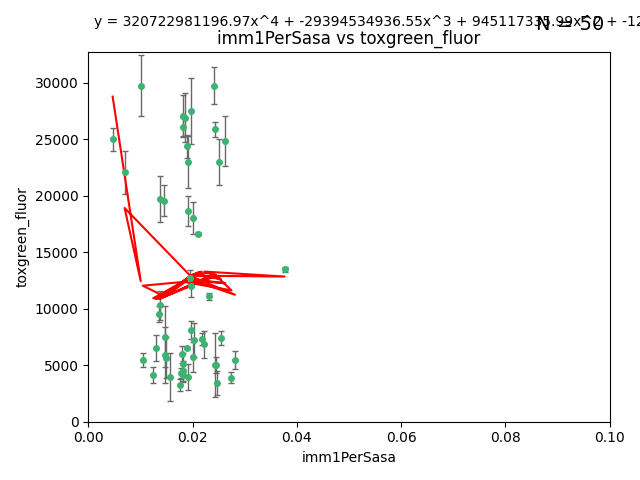 y = 320722981196.97x^4 + -29394534936.55x^3 + 945117335.99x^2 + -12
N = 50
imm1PerSasa vs toxgreen_fluor
30000
25000
20000
15000
10000
5000
0
toxgreen_fluor
0.00 0.02 0.04 0.06 0.08 0.10
imm1PerSasa